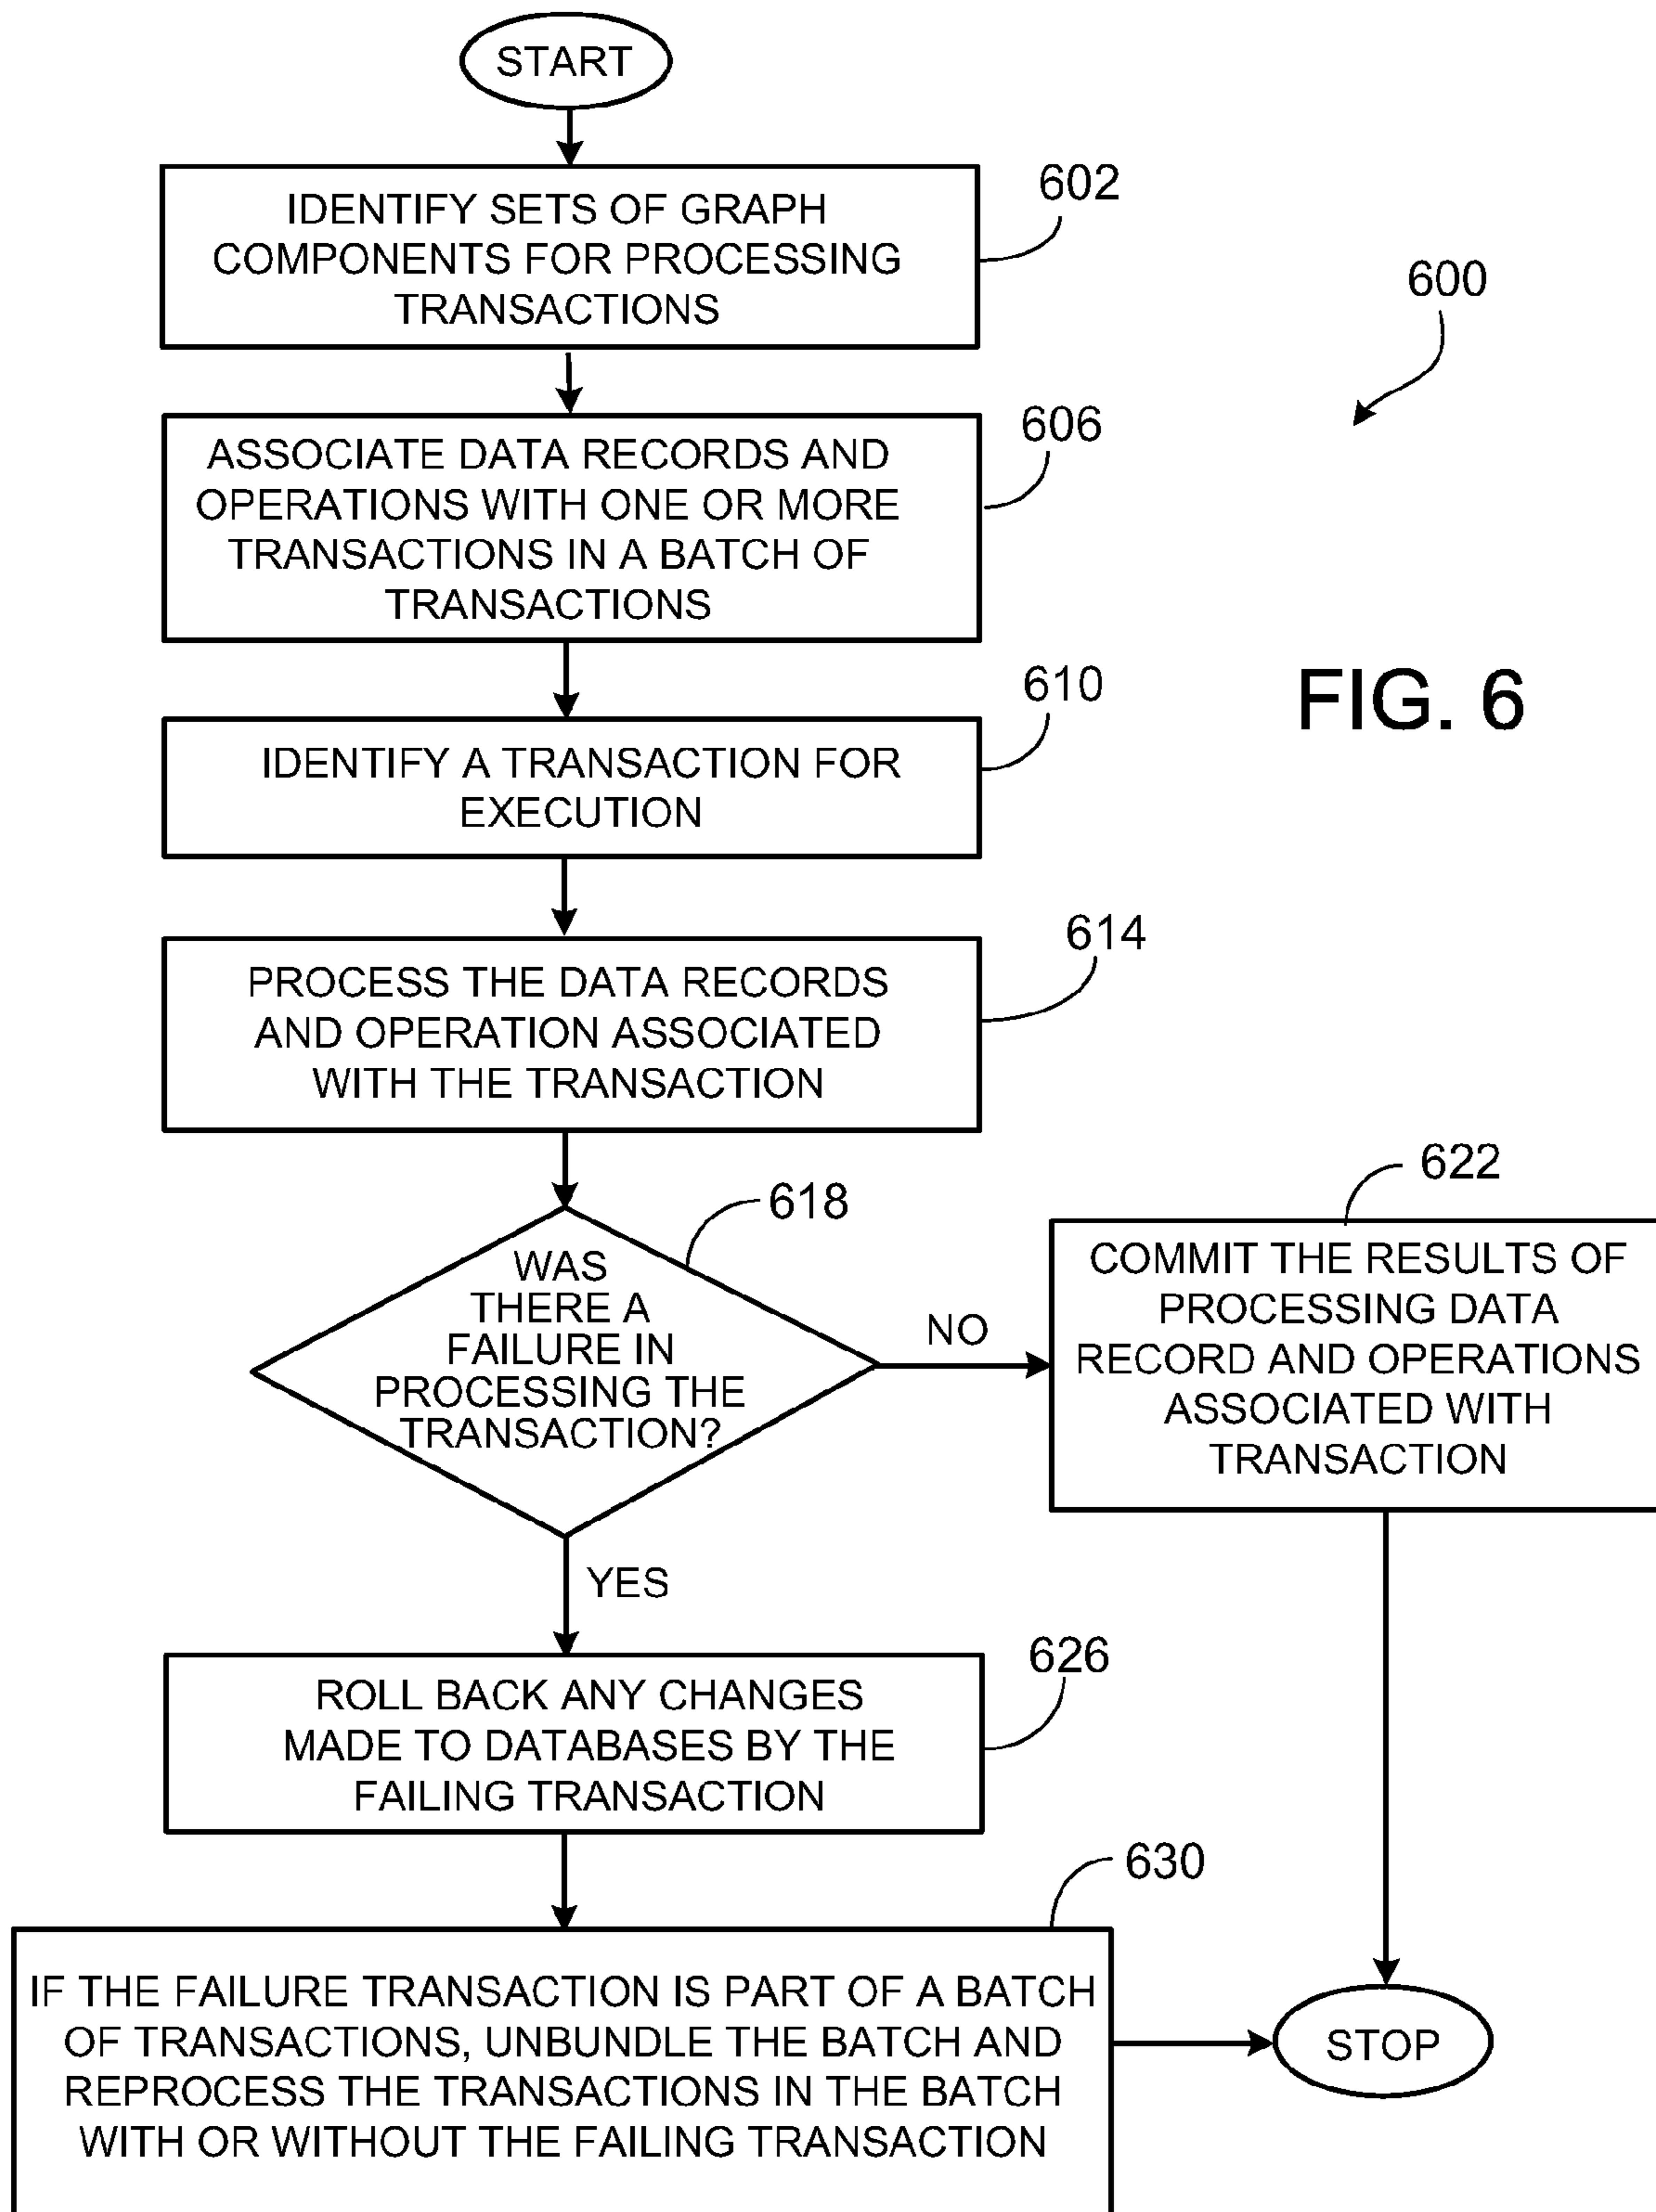 START
IDENTIFY SETS OF GRAPH
COMPONENTS FOR PROCESSING
TRANSACTIONS
602
600
ASSOCIATE DATA RECORDS AND
OPERATIONS WITH ONE OR MORE
TRANSACTIONS IN A BATCH OF
TRANSACTIONS
606
610
FIG. 6
IDENTIFY A TRANSACTION FOR
EXECUTION
614
PROCESS THE DATA RECORDS
AND OPERATION ASSOCIATED
WITH THE TRANSACTION
618
WAS
THERE A
FAILURE IN
PROCESSING THE
TRANSACTION?
NO
622
COMMIT THE RESULTS OF
PROCESSING DATA
RECORD AND OPERATIONS
ASSOCIATED WITH
TRANSACTION
YES
626
ROLL BACK ANY CHANGES
MADE TO DATABASES BY THE
FAILING TRANSACTION
630
IF THE FAILURE TRANSACTION IS PART OF A BATCH
OF TRANSACTIONS, UNBUNDLE THE BATCH AND
REPROCESS THE TRANSACTIONS IN THE BATCH
WITH OR WITHOUT THE FAILING TRANSACTION
STOP